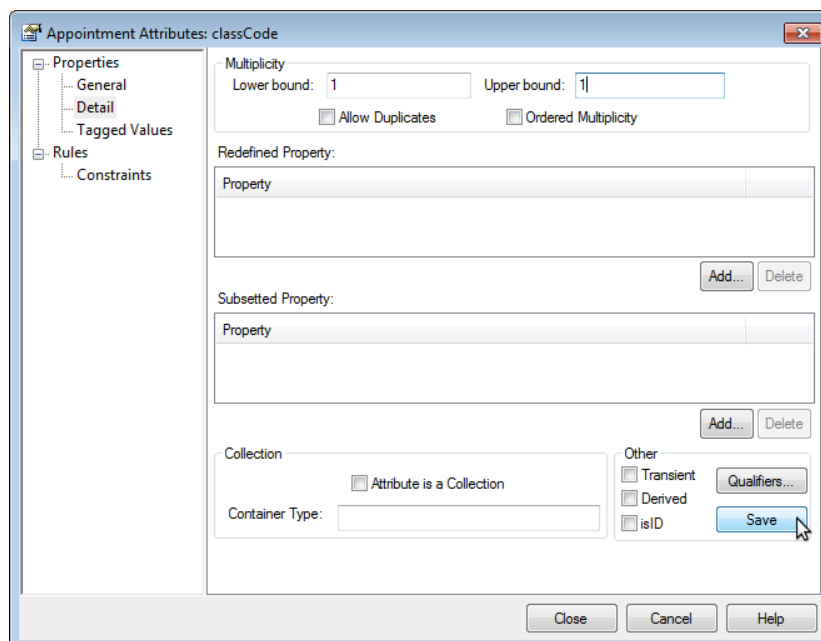 Appointment Attributes: classCode
Properties
General
Detail
Tagged Values
Rules
Constraints
Multiplicity
Lower bound: 1 Upper bound: 1
Allow Duplicates Ordered Multiplicity
Redefined Property:
Property
Add... Delete
Subsetted Property:
Property
Add... Delete
Collection
Attribute is a Collection
Container Type:
Other
Transient
Derived
isID
Qualifiers...
Save
Close Cancel Help